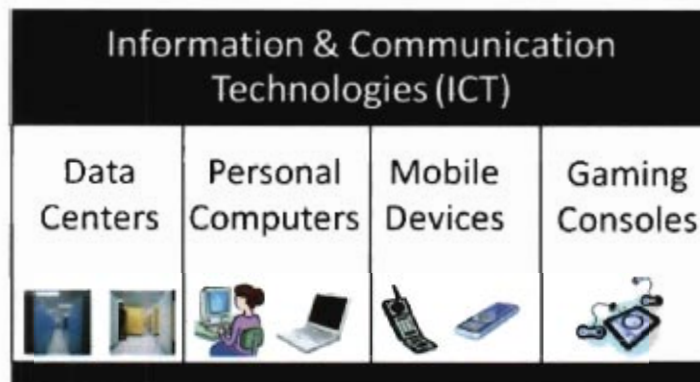 Information & Communication
Technologies (ICT)
Data
Centers
Personal
Computers
Mobile
Devices
Gaming
Consoles